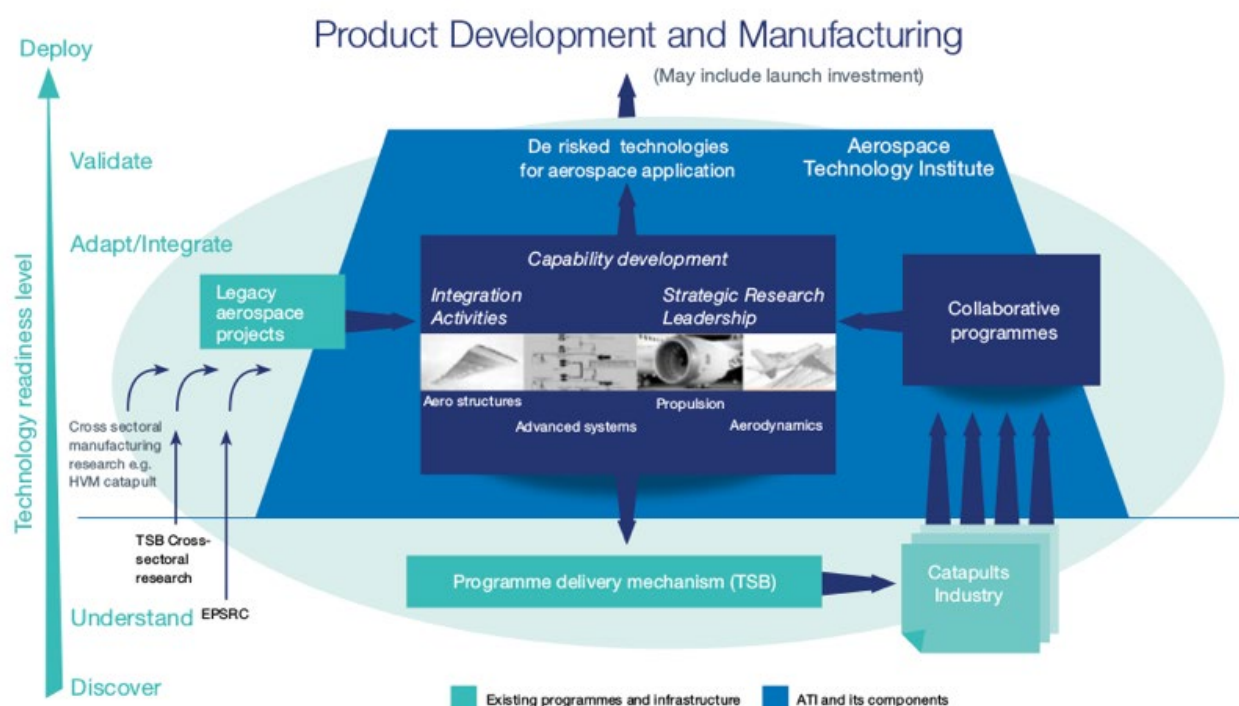 Product Development and Manufacturing
(May include launch investment)
Deploy
Validate
Adapt/Integrate
Understand
Discover
Technology readiness level
De risked technologies
for aerospace application
Aerospace
Technology Institute
Capability development
Integration
Activities
Strategic Research
Leadership
Aero structures
Advanced systems
Propulsion
Aerodynamics
Legacy
aerospace
projects
Collaborative
programmes
Cross sectoral
manufacturing
research e.g.
HVM catapult
TSB Cross-
sectoral
research
EPSRC
Programme delivery mechanism (TSB)
Catapults
Industry
Existing programmes and infrastructure
ATI and its components